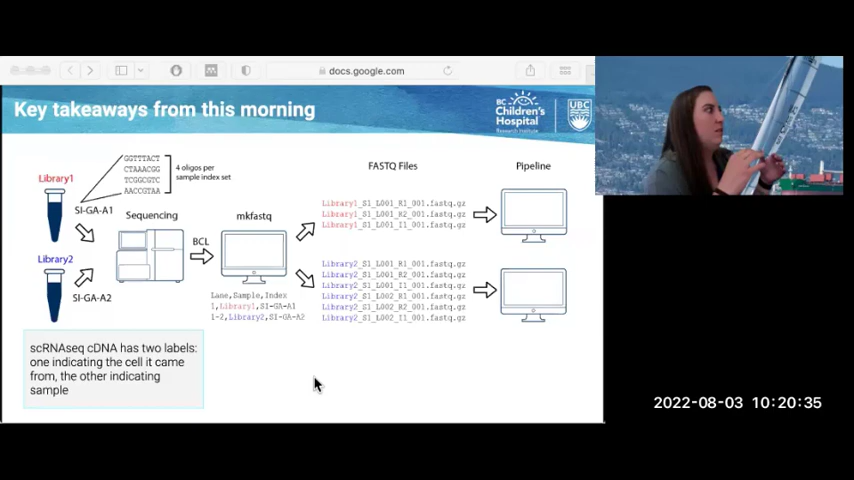 docs.google.com
Key takeaways from this morning
BC
Children's
Hospital
Research Institute
UBC
Library1
GGTTTACT
CTAAACGG
TCGGCGTC
AACCGTAA
4 oligos per
sample index set
SI-GA-A1
Library2
SI-GA-A2
Sequencing
BCL
mkfastq
Lane,Sample,Index
1,Library1,SI-GA-A1
1-2,Library2,SI-GA-A2
FASTQ Files
Library1_S1_L001_R1_001.fastq.gz
Library1_S1_L001_R2_001.fastq.gz
Library1_S1_L001_I1_001.fastq.gz
Library2_S1_L001_R1_001.fastq.gz
Library2_S1_L001_R2_001.fastq.gz
Library2_S1_L001_I1_001.fastq.gz
Library2_S1_L002_R1_001.fastq.gz
Library2_S1_L002_R2_001.fastq.gz
Library2_S1_L002_I1_001.fastq.gz
Pipeline
scRNAseq cDNA has two labels:
one indicating the cell it came
from, the other indicating
sample
2022-08-03 10:20:35